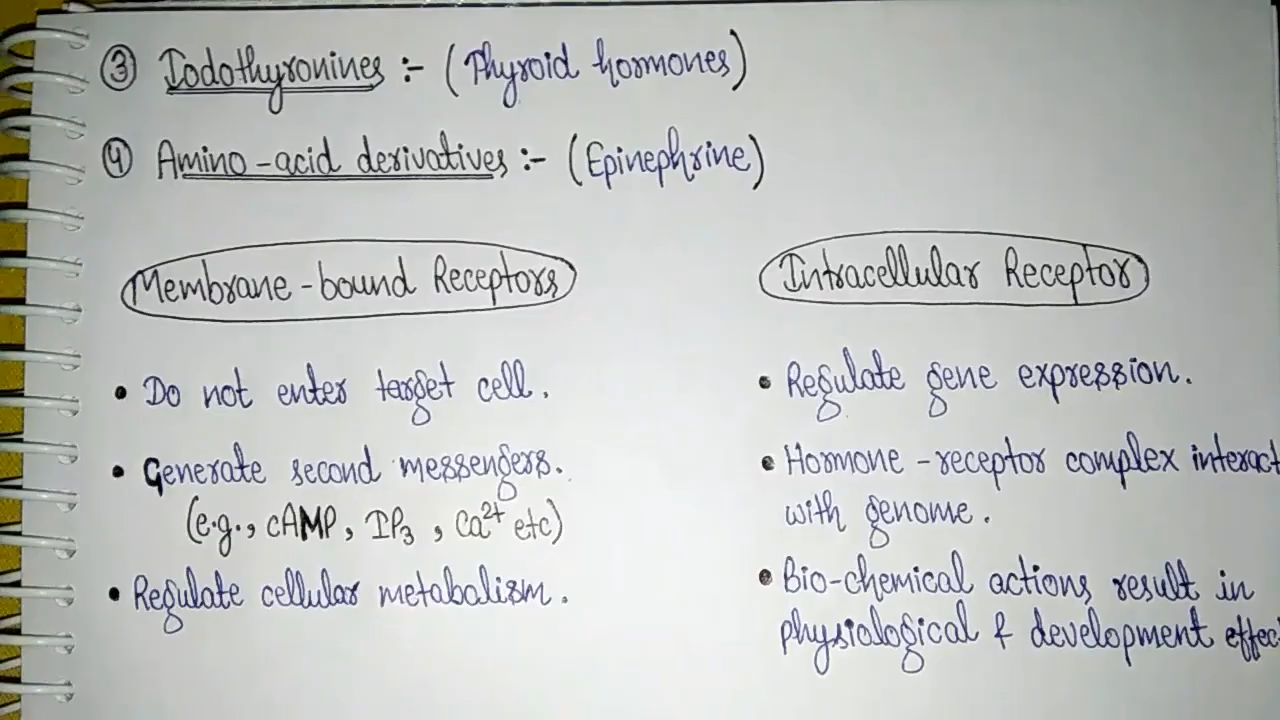 ③ Iodothyronines :- (Thyroid hormones)
④ Amino-acid derivatives :- (Epinephrine)
Membrane-bound Receptors
• Do not enter target cell.
• Generate second messengers.
(e.g., cAMP, IP₃, Ca²⁺ etc)
• Regulate cellular metabalism.
Intracellular Receptor
• Regulate gene expression.
• Hormone-receptor complex interact
with genome.
• Bio-chemical actions result in
physiological & development effec